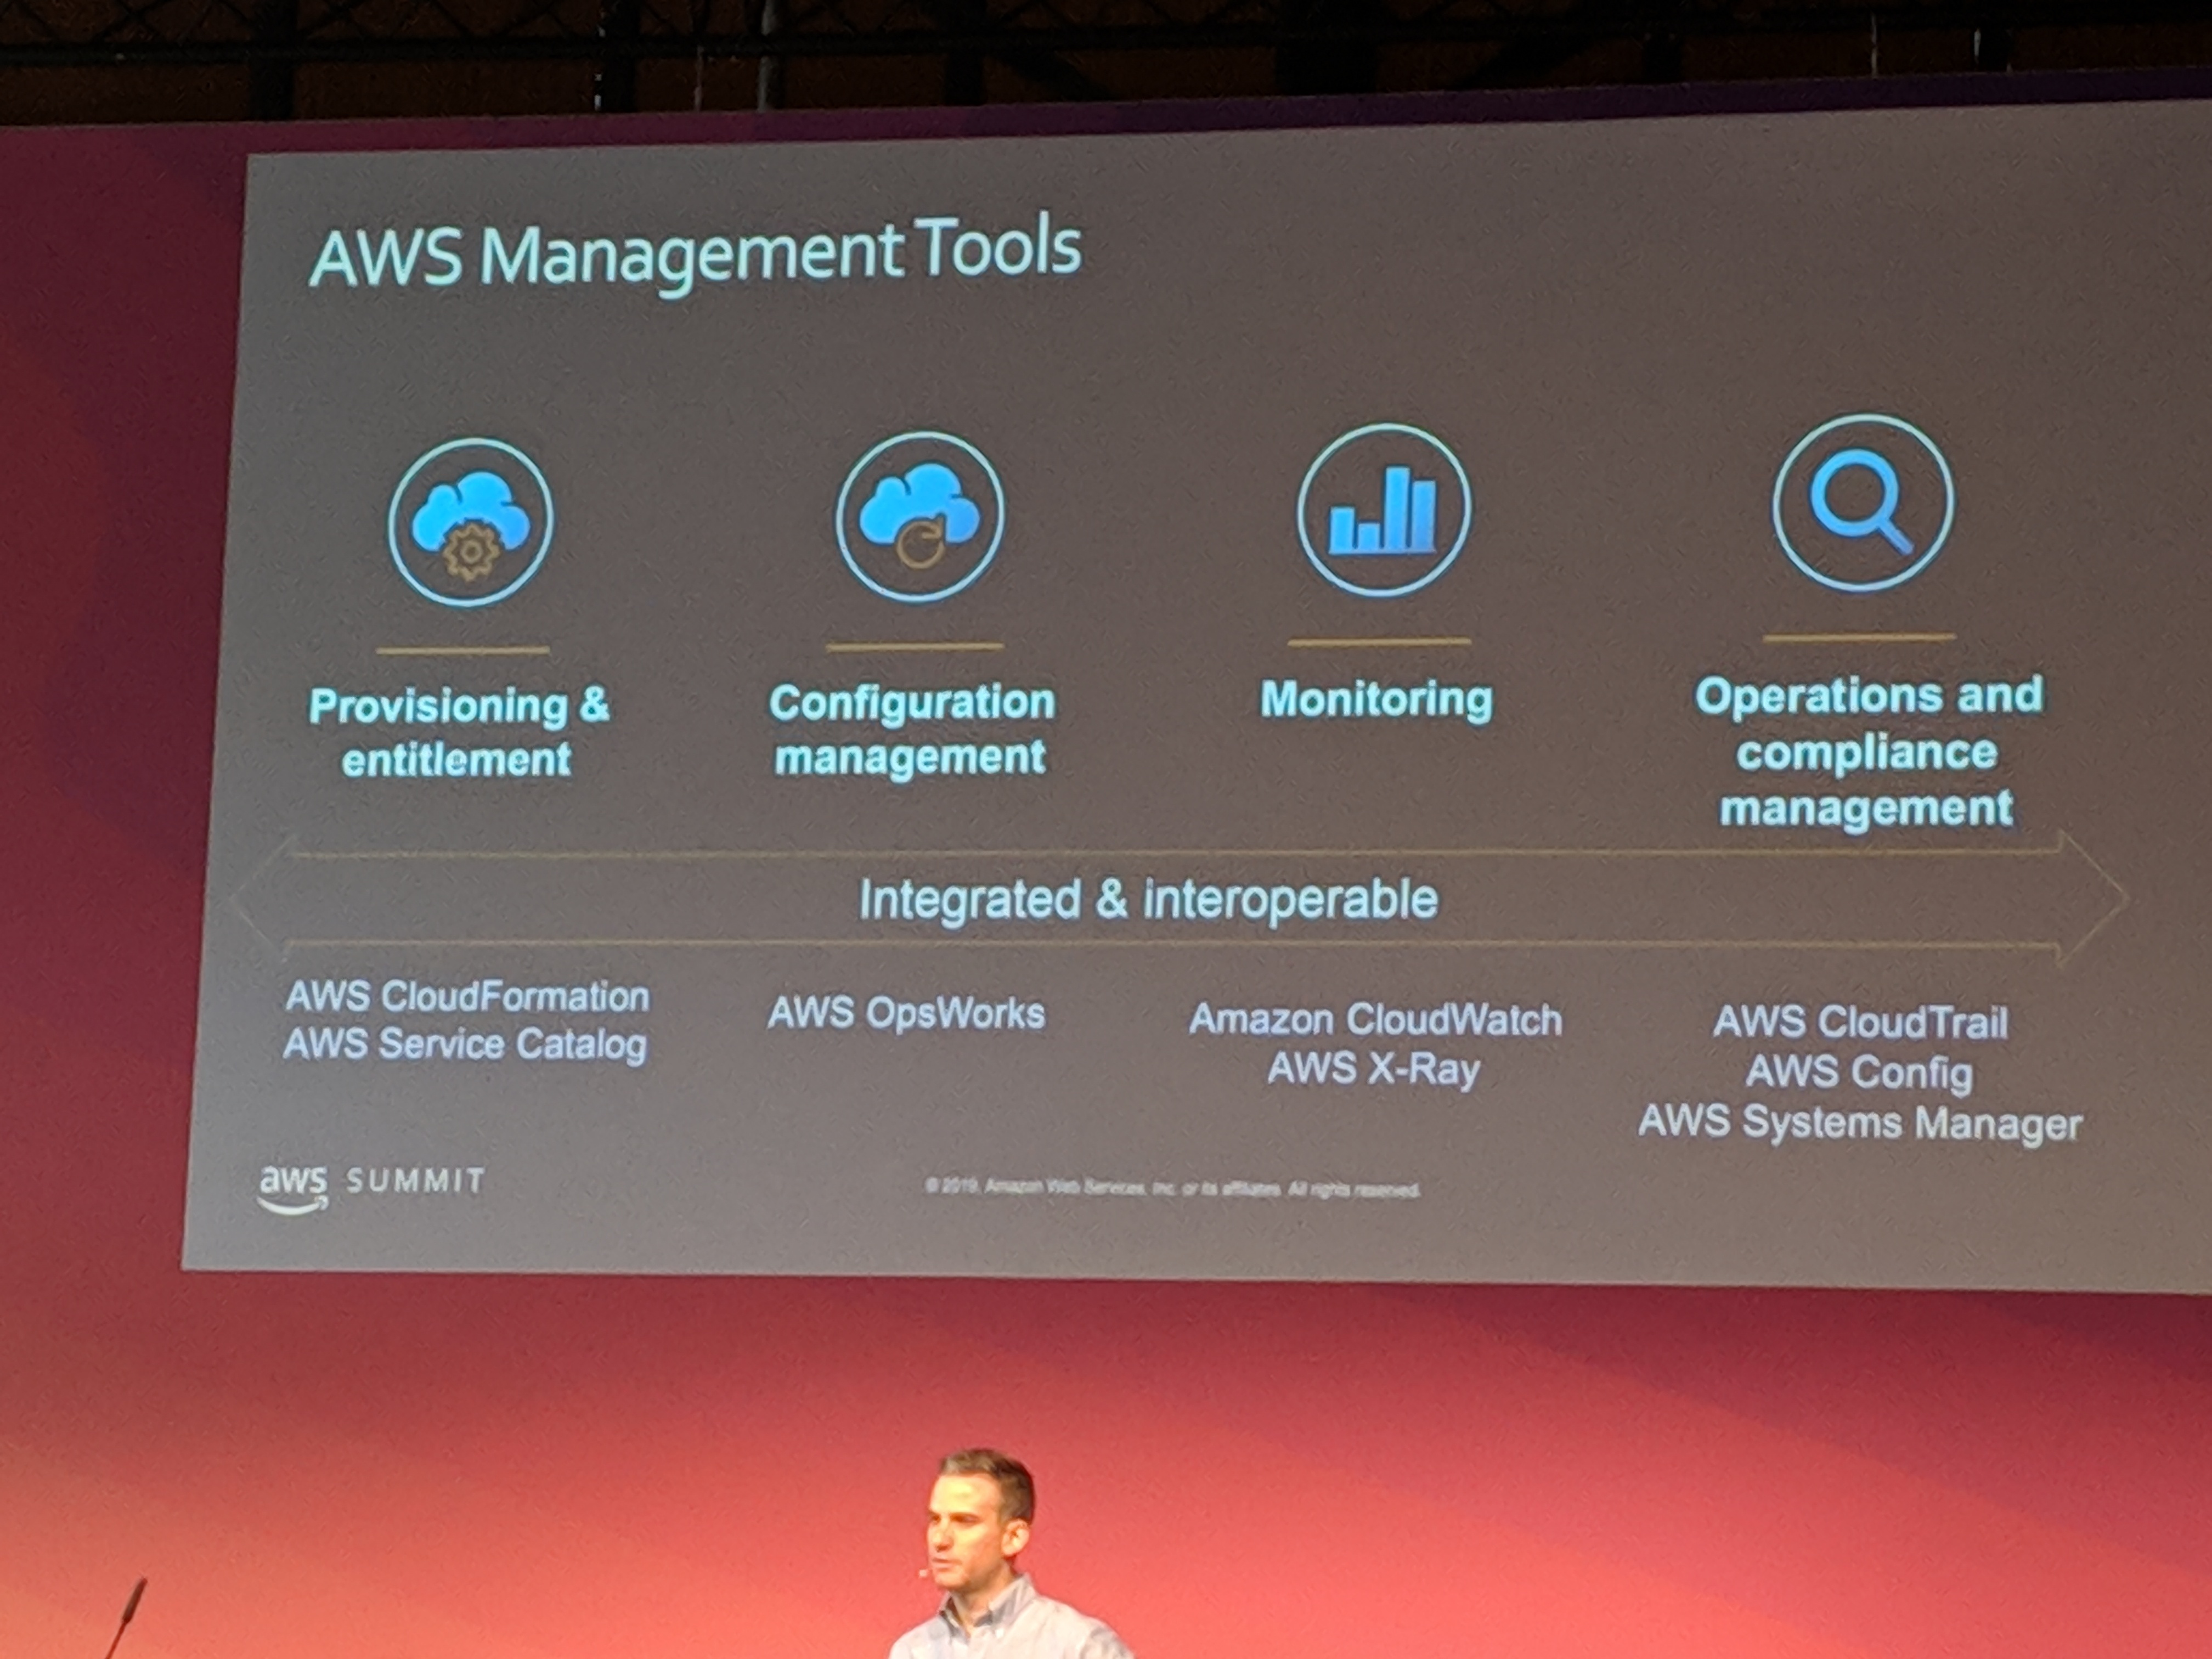 AWS Management Tools
Provisioning &
entitlement
Configuration
management
Monitoring
Operations and
compliance
management
Integrated & interoperable
AWS CloudFormation
AWS Service Catalog
AWS OpsWorks
Amazon CloudWatch
AWS X-Ray
AWS CloudTrail
AWS Config
AWS Systems Manager
aws SUMMIT
© 2019, Amazon Web Services, Inc. or its affiliates. All rights reserved.